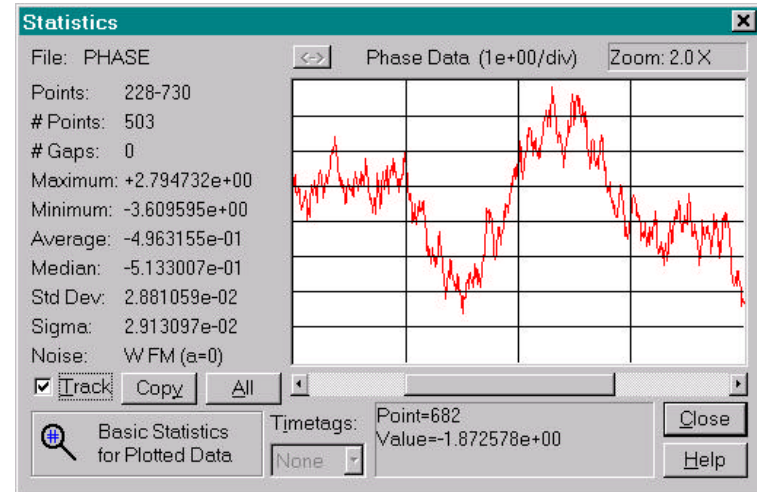 Statistics
File: PHASE
<-> Phase Data (1e+00/div) Zoom: 2.0 X
Points: 228-730
# Points: 503
# Gaps: 0
Maximum: +2.794732e+00
Minimum: -3.609595e+00
Average: -4.963155e-01
Median: -5.133007e-01
Std Dev: 2.881059e-02
Sigma: 2.913097e-02
Noise: W FM (a=0)
Track Copy All
Basic Statistics
for Plotted Data
Timetags:
None
Point=682
Value=-1.872578e+00
Close
Help